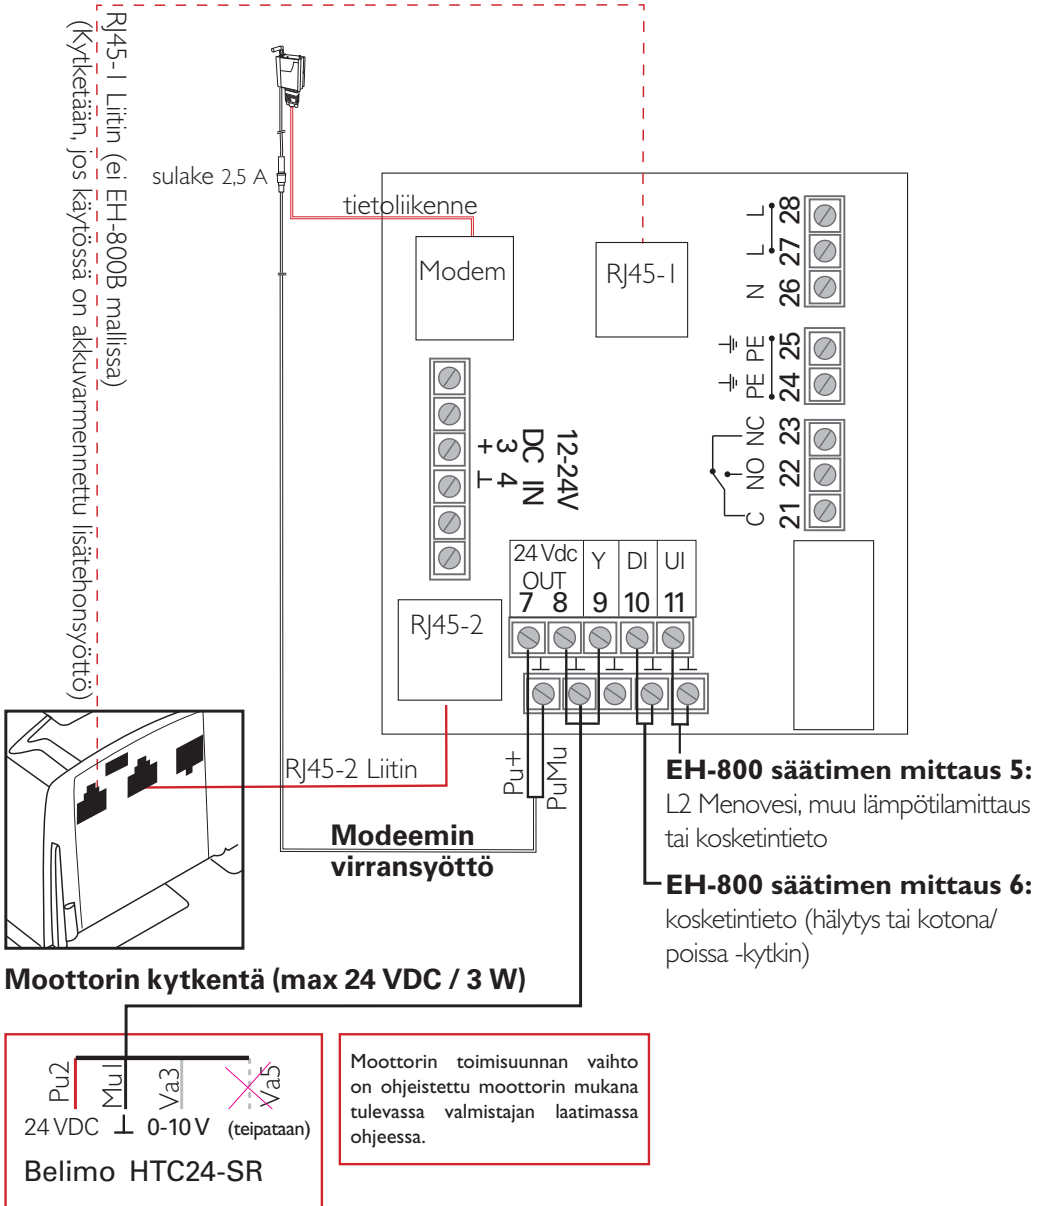 RJ45-1 Liitin (ei EH-800B mallissa)
(Kytketään, jos käytössä on akkuvarmennettu lisätehonsyöttö)
sulake 2,5 A
tietoliikenne
Modem
RJ45-1
L 28
L 27
N 26
PE 25
PE 24
NC 23
NO 22
C 21
12-24V
DC IN
3 4
+ ⊥
24 Vdc OUT
Y
DI
UI
7 8 9 10 11
RJ45-2
RJ45-2 Liitin
Pu+
PuMu
Modeemin
virransyöttö
EH-800 säätimen mittaus 5:
L2 Menovesi, muu lämpötilamittaus
tai kosketintieto
EH-800 säätimen mittaus 6:
kosketintieto (hälytys tai kotona/
poissa -kytkin)
Moottorin kytkentä (max 24 VDC / 3 W)
Pu2
Mu1
Va3
Va5
24 VDC ⊥ 0-10 V (teipataan)
Belimo HTC24-SR
Moottorin toimisuunnan vaihto
on ohjeistettu moottorin mukana
tulevassa valmistajan laatimassa
ohjeessa.